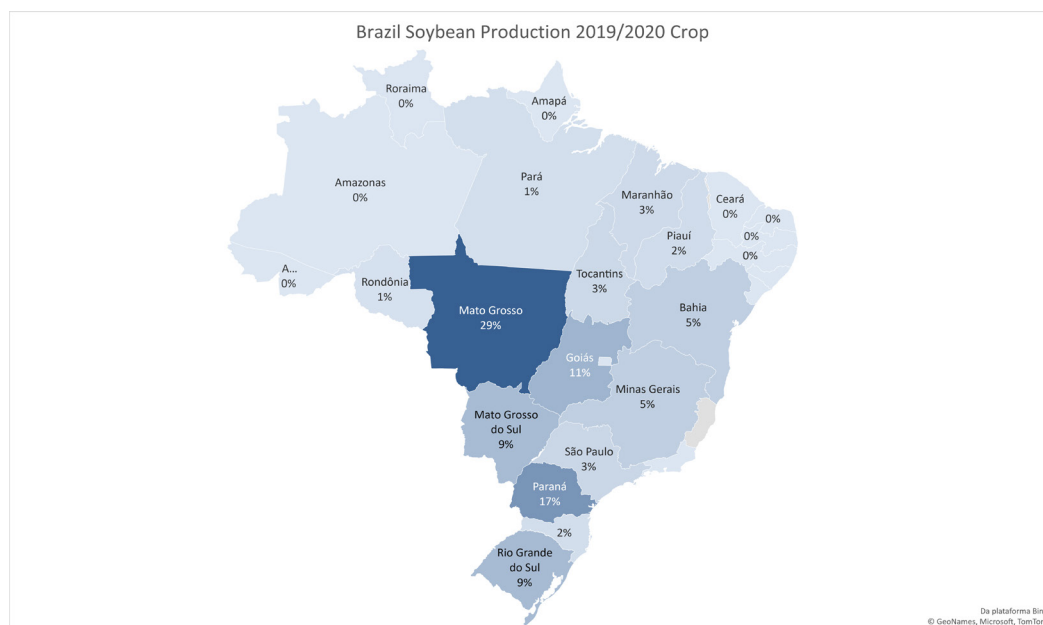 Brazil Soybean Production 2019/2020 Crop
Roraima
0%
Amapá
0%
Amazonas
0%
Pará
1%
Maranhão
3%
Ceará
0%
0%
0%
0%
Piauí
2%
A...
0%
Rondônia
1%
Tocantins
3%
Mato Grosso
29%
Bahia
5%
Goiás
11%
Minas Gerais
5%
Mato Grosso
do Sul
9%
São Paulo
3%
Paraná
17%
2%
Rio Grande
do Sul
9%
Da plataforma Bin
© GeoNames, Microsoft, TomTom